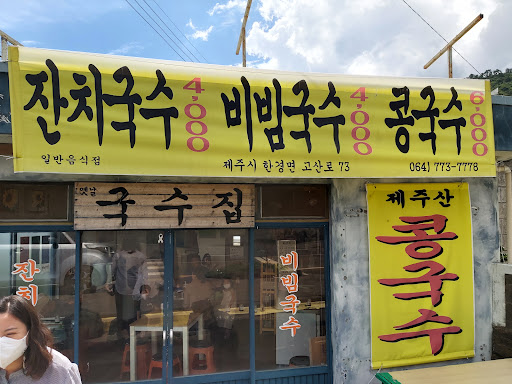 잔치국수 4,000 비빔국수 4,000 콩국수 6,000
일반음식점 제주시 한경면 고산로 73 064) 773-7778
옛날 국수집
제주산
콩국수
잔치
비빔국수